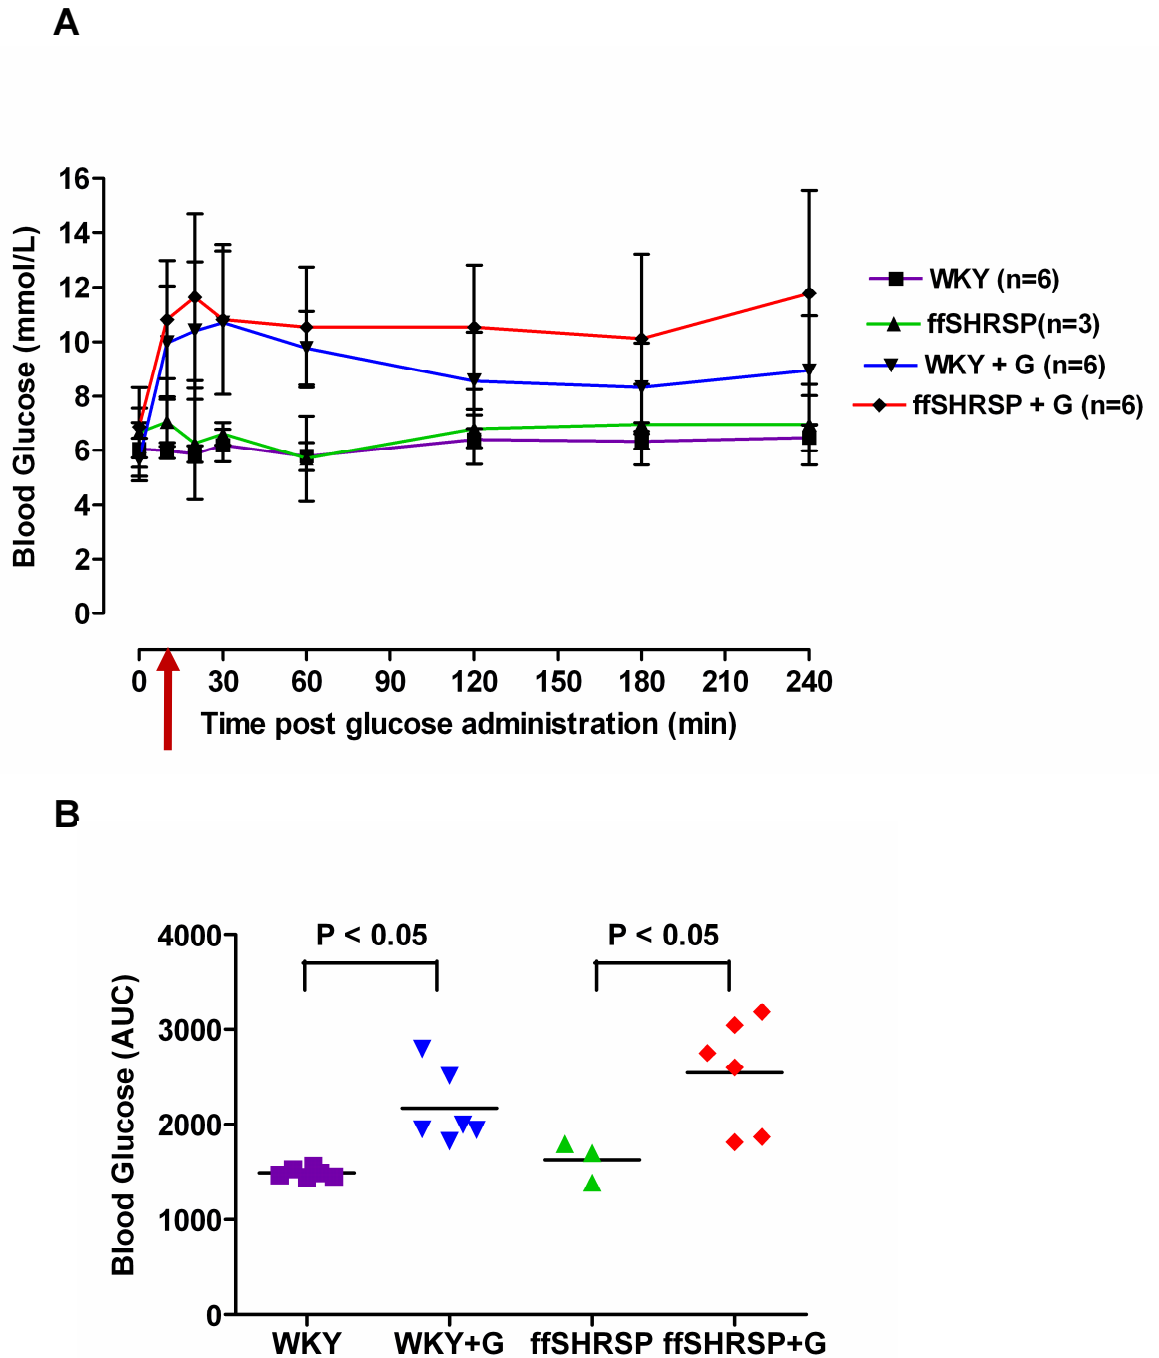 A
Blood Glucose (mmol/L)
16
14
12
10
8
6
4
2
0
0 30 60 90 120 150 180 210 240
Time post glucose administration (min)
WKY (n=6)
ffSHRSP(n=3)
WKY + G (n=6)
ffSHRSP + G (n=6)
B
Blood Glucose (AUC)
4000
3000
2000
1000
0
P < 0.05 P < 0.05
WKY WKY+G ffSHRSP ffSHRSP+G